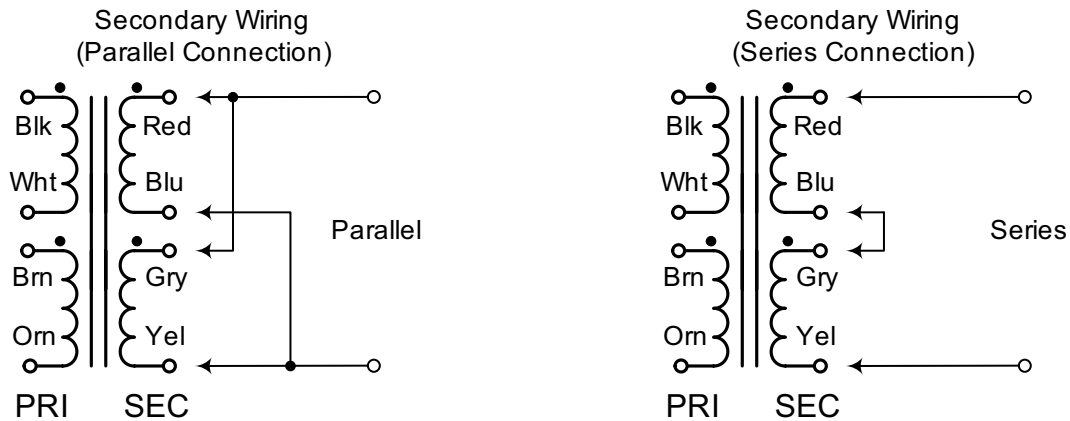 Secondary Wiring
(Parallel Connection)
Blk
Red
Wht
Blu
Parallel
Brn
Gry
Orn
Yel
PRI
SEC
Secondary Wiring
(Series Connection)
Blk
Red
Wht
Blu
Series
Brn
Gry
Orn
Yel
PRI
SEC